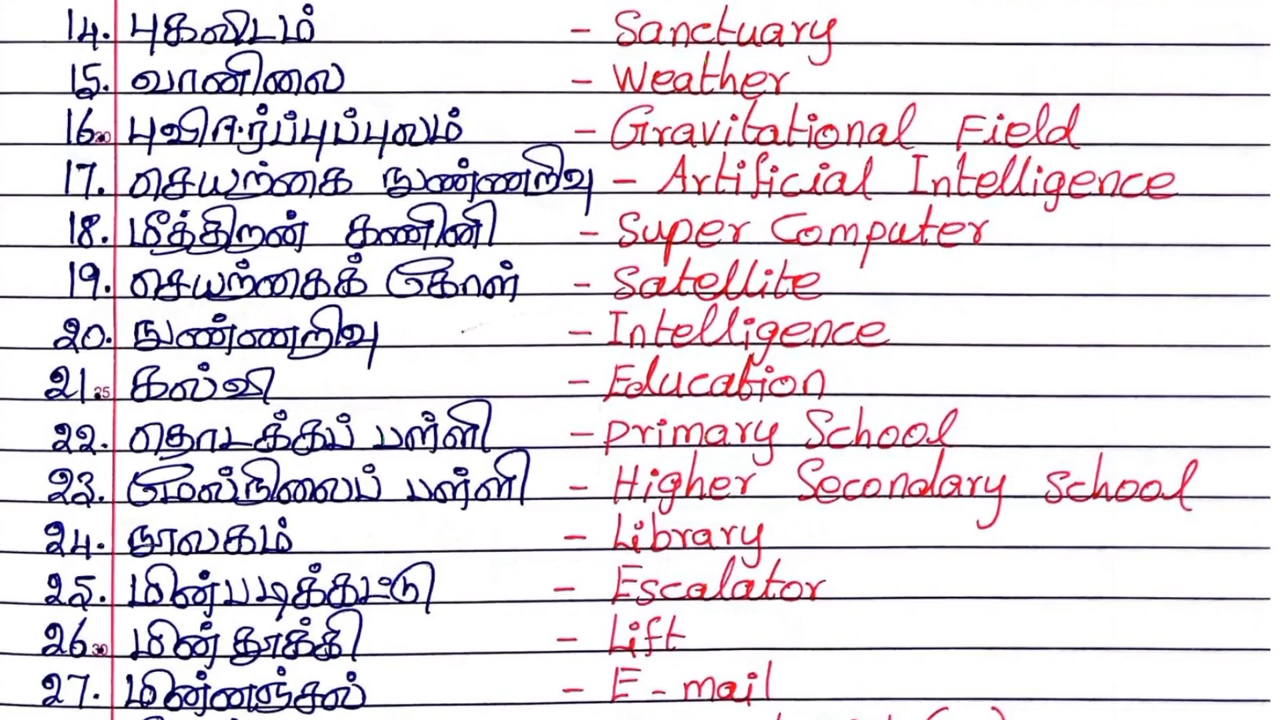 14. புகலிடம் - Sanctuary
15. வானிலை - Weather
16. புவிஈர்ப்புப்புலம் - Gravitational Field
17. செயற்கை நுண்ணறிவு - Artificial Intelligence
18. மீத்திறன் கணினி - Super Computer
19. செயற்கைக் கோள் - Satellite
20. நுண்ணறிவு - Intelligence
21. கல்வி - Education
22. தொடக்கப் பள்ளி - Primary School
23. மேல்நிலைப் பள்ளி - Higher Secondary School
24. நூலகம் - Library
25. மின்படிக்கட்டு - Escalator
26. மின் தூக்கி - Lift
27. மின்னஞ்சல் - E-mail